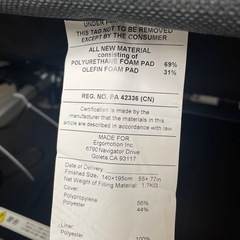 UNDER PEN
THIS TAG NOT TO BE REMOVED
EXCEPT BY THE CONSUMER
ALL NEW MATERIAL
consisting of
POLYURETHANE FOAM PAD 69%
OLEFIN FOAM PAD 31%
REG. NO. PA 42336 (CN)
Certification is made by the
manufacturer that the materials in this
article are described in accordance with law.
MADE FOR
Ergomotion Inc.
6790 Navigator Drive
Goleta, CA 93117
Date of Delivery
Finished Size: 140×195cm 55×77in
Net Weight of Filling Material: 1.7KG
Cover
Polypropylene 56%
Polyester 44%
Liner
Polyester 100%